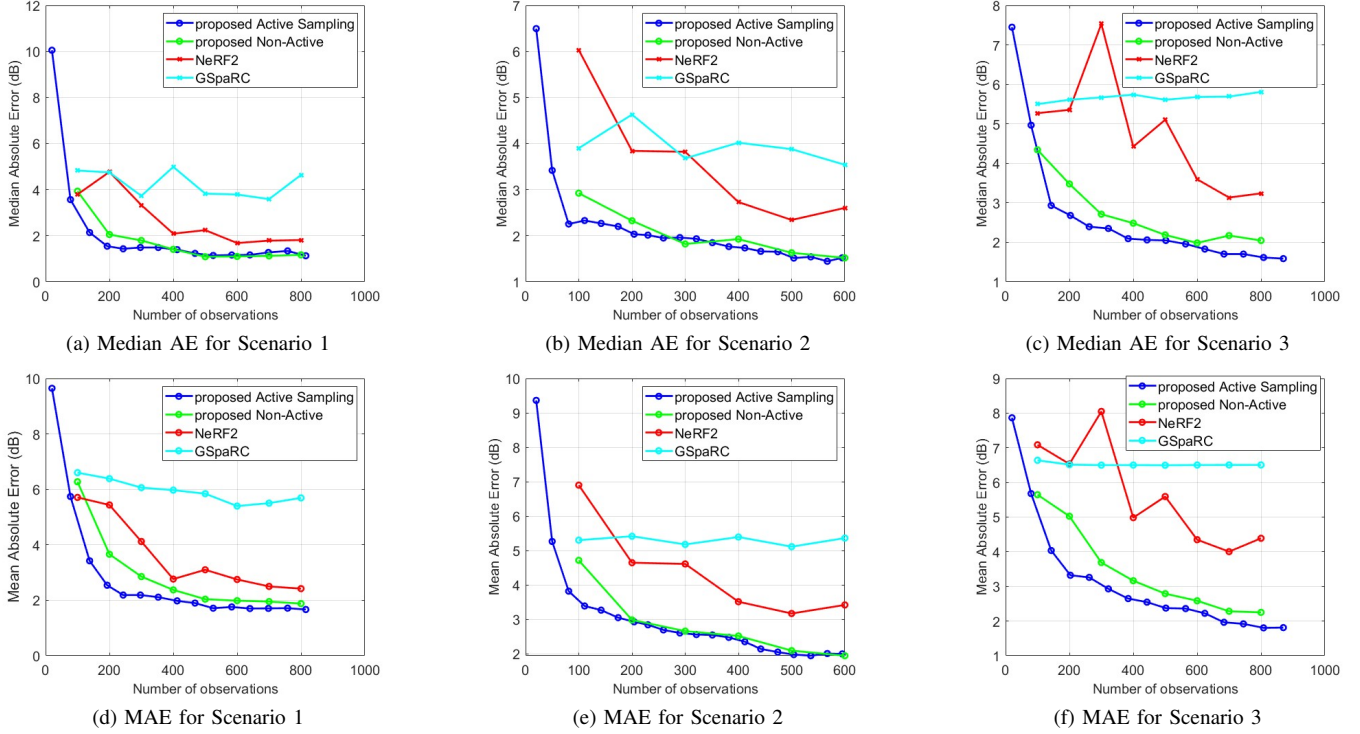 12
10
8
6
4
2
0
Median Absolute Error (dB)
proposed Active Sampling
proposed Non-Active
NeRF2
GSpaRC
0 200 400 600 800 1000
Number of observations
(a) Median AE for Scenario 1
7
6
5
4
3
2
1
Median Absolute Error (dB)
proposed Active Sampling
proposed Non-Active
NeRF2
GSpaRC
0 100 200 300 400 500 600
Number of observations
(b) Median AE for Scenario 2
8
7
6
5
4
3
2
1
Median Absolute Error (dB)
proposed Active Sampling
proposed Non-Active
NeRF2
GSpaRC
0 200 400 600 800 1000
Number of observations
(c) Median AE for Scenario 3
10
8
6
4
2
0
Mean Absolute Error (dB)
proposed Active Sampling
proposed Non-Active
NeRF2
GSpaRC
0 200 400 600 800 1000
Number of observations
(d) MAE for Scenario 1
10
9
8
7
6
5
4
3
2
Mean Absolute Error (dB)
proposed Active Sampling
proposed Non-Active
NeRF2
GSpaRC
0 100 200 300 400 500 600
Number of observations
(e) MAE for Scenario 2
9
8
7
6
5
4
3
2
1
Mean Absolute Error (dB)
proposed Active Sampling
proposed Non-Active
NeRF2
GSpaRC
0 200 400 600 800 1000
Number of observations
(f) MAE for Scenario 3